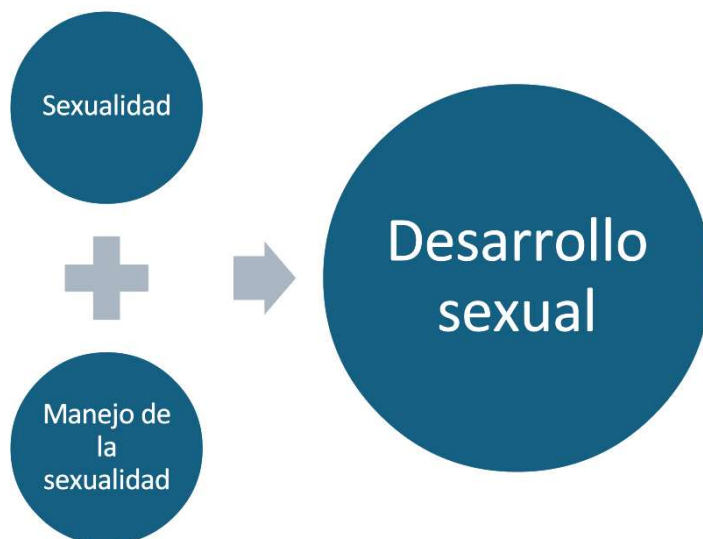 Sexualidad
Manejo de
la
sexualidad
Desarrollo
sexual